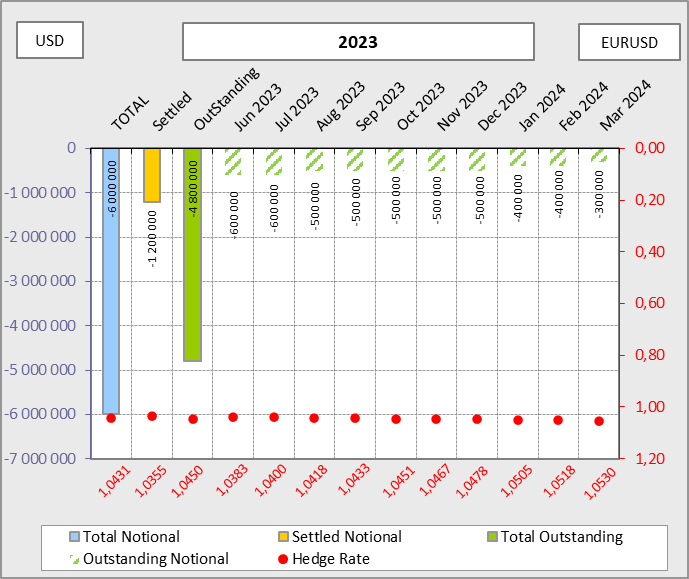 USD
2023
EURUSD
TOTAL
Settled
OutStanding
Jun 2023
Jul 2023
Aug 2023
Sep 2023
Oct 2023
Nov 2023
Dec 2023
Jan 2024
Feb 2024
Mar 2024
0
-1 000 000
-2 000 000
-3 000 000
-4 000 000
-5 000 000
-6 000 000
-7 000 000
-6 000 000
-1 200 000
-4 800 000
-600 000
-600 000
-500 000
-500 000
-500 000
-500 000
-500 000
-400 000
-400 000
-300 000
0,00
0,20
0,40
0,60
0,80
1,00
1,20
1,0431
1,0355
1,0450
1,0383
1,0400
1,0418
1,0433
1,0451
1,0467
1,0478
1,0505
1,0518
1,0530
Total Notional
Settled Notional
Total Outstanding
Outstanding Notional
Hedge Rate